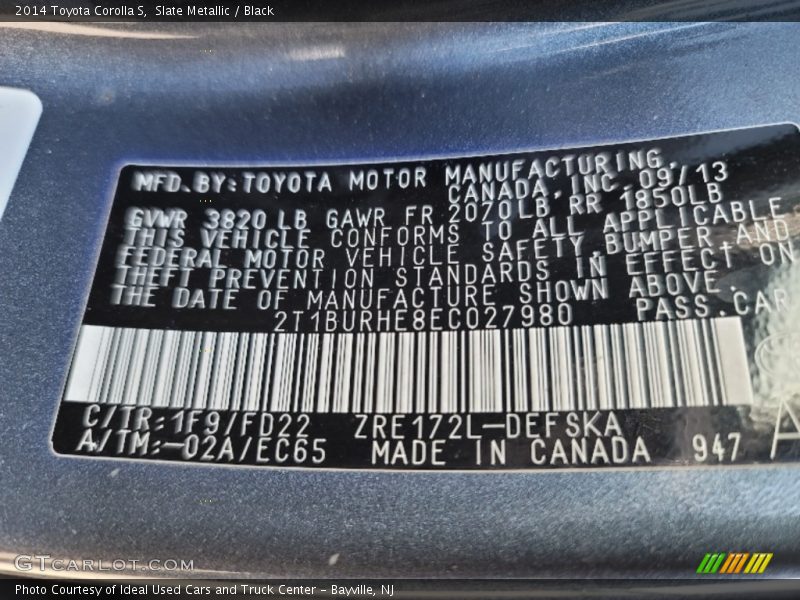 2014 Toyota Corolla S,  Slate Metallic / Black
MFD.BY:TOYOTA MOTOR MANUFACTURING,
CANADA,INC.09/13
GVWR 3820 LB GAWR FR 2070LB,RR 1850LB
THIS VEHICLE CONFORMS TO ALL APPLICABLE
FEDERAL MOTOR VEHICLE SAFETY,BUMPER AND
THEFT PREVENTION STANDARDS IN EFFECT ON
THE DATE OF MANUFACTURE SHOWN ABOVE.
2T1BURHE8EC027980 PASS.CAR
C/TR:1F9/FD22 ZRE172L-DEFSKA
A/TM:-02A/EC65 MADE IN CANADA 947
A
GTCARLOT.COM
Photo Courtesy of Ideal Used Cars and Truck Center - Bayville, NJ